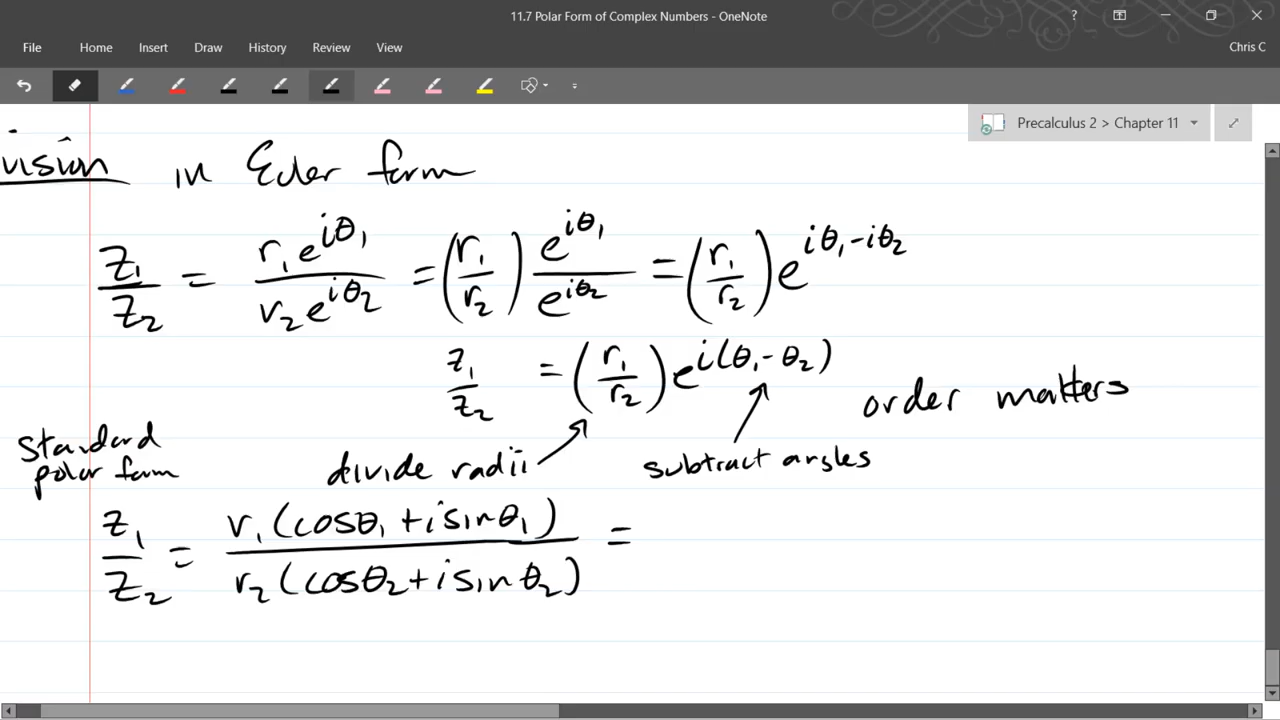 11.7 Polar Form of Complex Numbers - OneNote
?
File Home Insert Draw History Review View Chris C
Precalculus 2 > Chapter 11
vision in Euler form
z₁/z₂ = r₁e^(iθ₁)/r₂e^(iθ₂) = (r₁/r₂) e^(iθ₁)/e^(iθ₂) = (r₁/r₂) e^(iθ₁-iθ₂)
z₁/z₂ = (r₁/r₂) e^(i(θ₁-θ₂))
order matters
standard
polar form
divide radii subtract angles
z₁/z₂ = r₁(cosθ₁+isinθ₁)/r₂(cosθ₂+isinθ₂) =